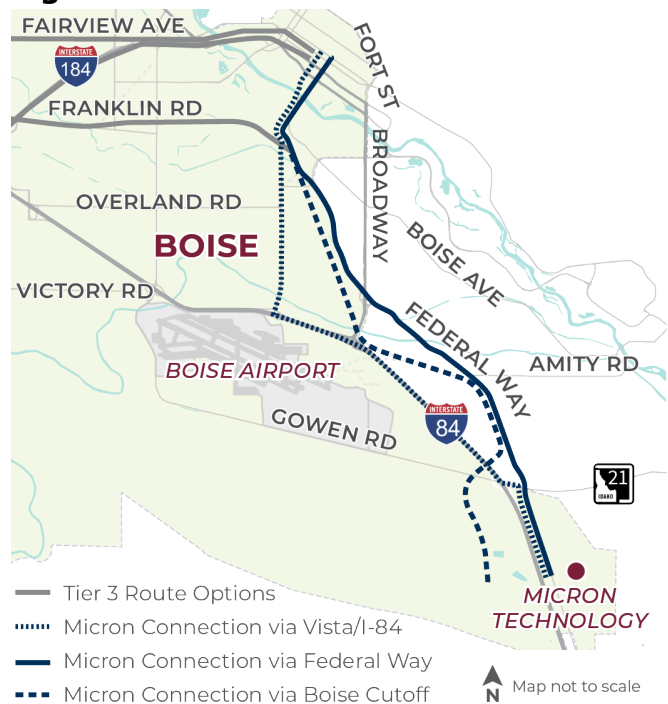 FAIRVIEW AVE
INTERSTATE
184
FORT ST
FRANKLIN RD
BROADWAY
OVERLAND RD
BOISE
BOISE AVE
VICTORY RD
FEDERAL WAY
BOISE AIRPORT
AMITY RD
INTERSTATE
84
GOWEN RD
21
IDAHO
MICRON
TECHNOLOGY
Tier 3 Route Options
Micron Connection via Vista/I-84
Micron Connection via Federal Way
Micron Connection via Boise Cutoff
N
Map not to scale